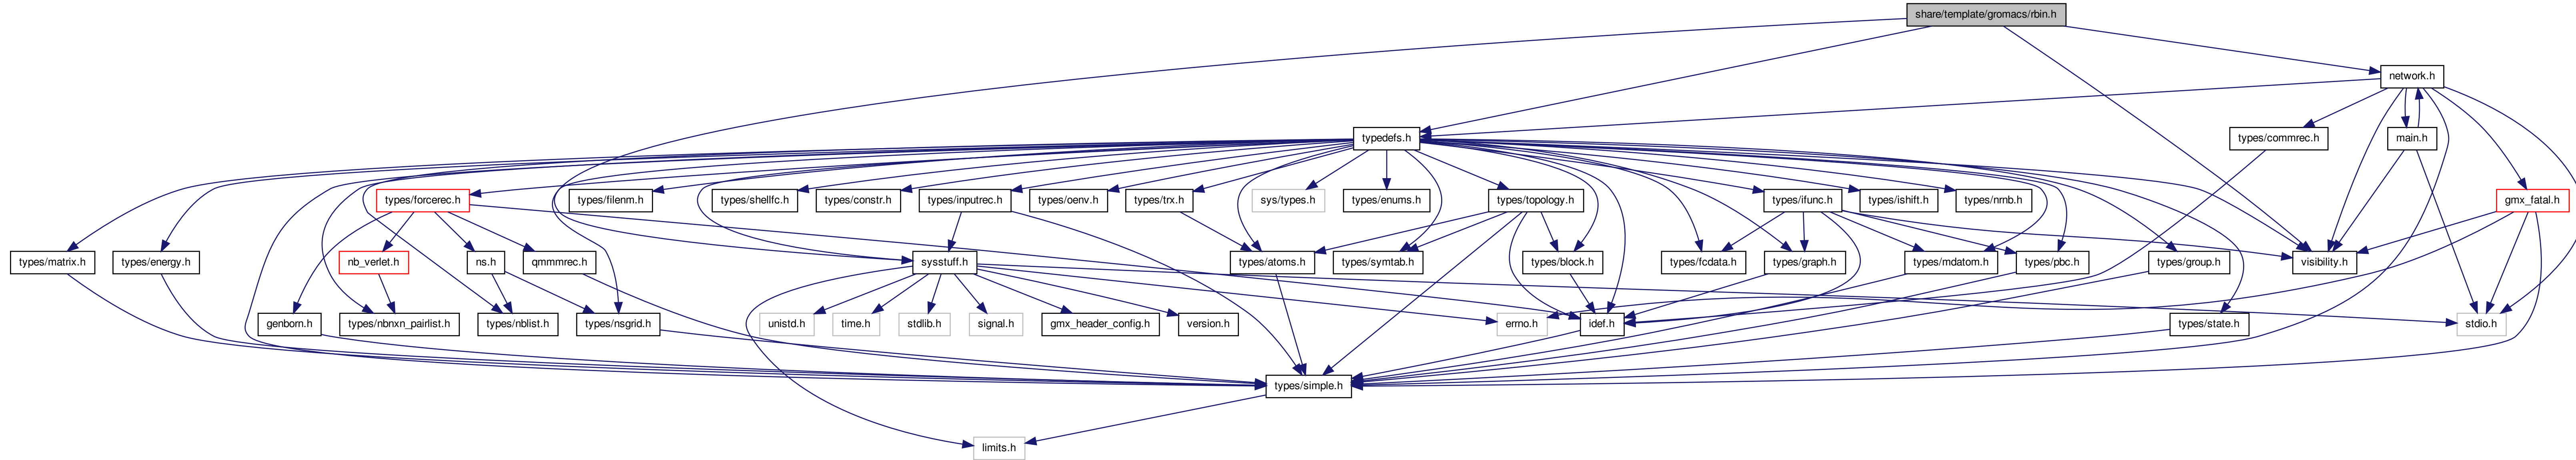 share/template/gromacs/rbin.h
network.h
typedefs.h
types/commrec.h
main.h
types/forcerec.h
types/filenm.h
types/shellfc.h
types/constr.h
types/inputrec.h
types/oenv.h
types/trx.h
sys/types.h
types/enums.h
types/topology.h
types/ifunc.h
types/ishift.h
types/nrnb.h
gmx_fatal.h
types/matrix.h
types/energy.h
nb_verlet.h
ns.h
qmmmrec.h
sysstuff.h
types/atoms.h
types/symtab.h
types/block.h
types/fcdata.h
types/graph.h
types/mdatom.h
types/pbc.h
types/group.h
visibility.h
genborn.h
types/nbnxn_pairlist.h
types/nblist.h
types/nsgrid.h
unistd.h
time.h
stdlib.h
signal.h
gmx_header_config.h
version.h
errno.h
idef.h
types/state.h
stdio.h
types/simple.h
limits.h